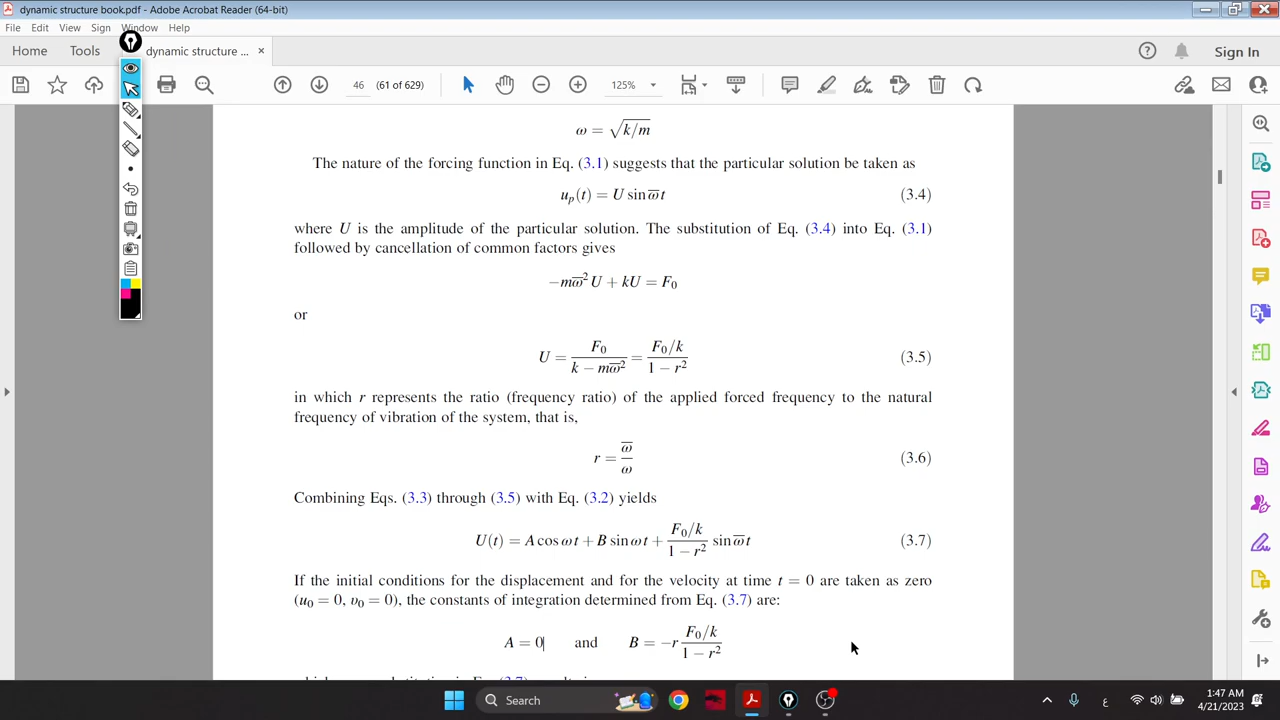 dynamic structure book.pdf - Adobe Acrobat Reader (64-bit)
File Edit View Sign Window Help
Home Tools dynamic structure ... × Sign In
46 (61 of 629) 125%
ω = √k/m
The nature of the forcing function in Eq. (3.1) suggests that the particular solution be taken as
uₚ(t) = U sin ω̅ t (3.4)
where U is the amplitude of the particular solution. The substitution of Eq. (3.4) into Eq. (3.1)
followed by cancellation of common factors gives
−mω̅² U + kU = F₀
or
U = F₀ / (k − mω̅²) = (F₀/k) / (1 − r²) (3.5)
in which r represents the ratio (frequency ratio) of the applied forced frequency to the natural
frequency of vibration of the system, that is,
r = ω̅ / ω (3.6)
Combining Eqs. (3.3) through (3.5) with Eq. (3.2) yields
U(t) = A cos ω t + B sin ω t + (F₀/k) / (1 − r²) sin ω̅ t (3.7)
If the initial conditions for the displacement and for the velocity at time t = 0 are taken as zero
(u₀ = 0, v₀ = 0), the constants of integration determined from Eq. (3.7) are:
A = 0 and B = −r (F₀/k) / (1 − r²)
Search ع 1:47 AM
4/21/2023